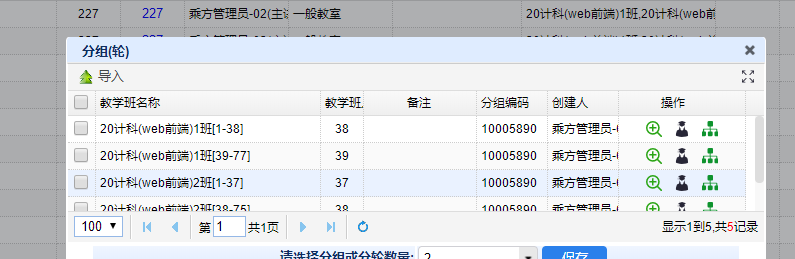 227 227 乘方管理员-02(主讲 一般教室 20计科(web前端)1班,20计科(web前
分组(轮)
导入
教学班名称 教学班 备注 分组编码 创建人 操作
20计科(web前端)1班[1-38] 38 10005890 乘方管理员-
20计科(web前端)1班[39-77] 39 10005890 乘方管理员-
20计科(web前端)2班[1-37] 37 10005890 乘方管理员-
20计科(web前端)2班[38-75] 38 10005890 乘方管理员-
100 第 1 共1页 显示1到5,共5记录
请选择分组或分轮数量: 2 保存